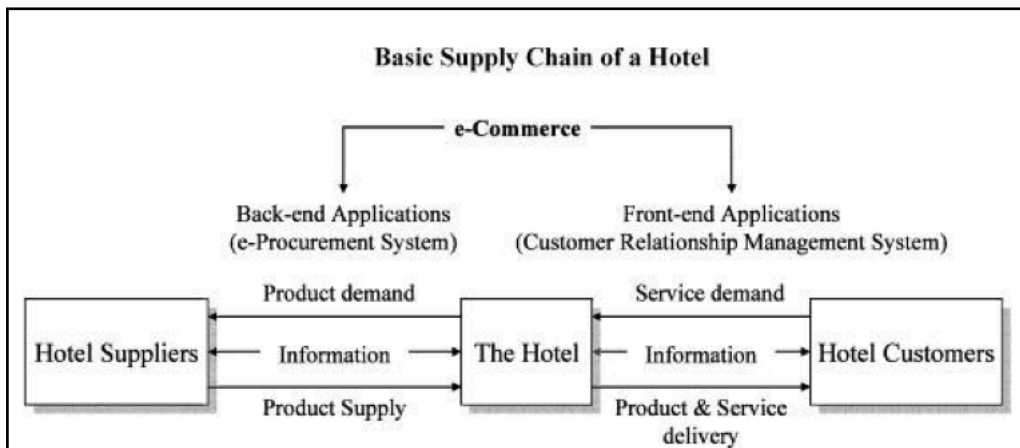 Basic Supply Chain of a Hotel
e-Commerce
Back-end Applications
(e-Procurement System)
Front-end Applications
(Customer Relationship Management System)
Product demand
Service demand
Hotel Suppliers
Information
The Hotel
Information
Hotel Customers
Product Supply
Product & Service
delivery